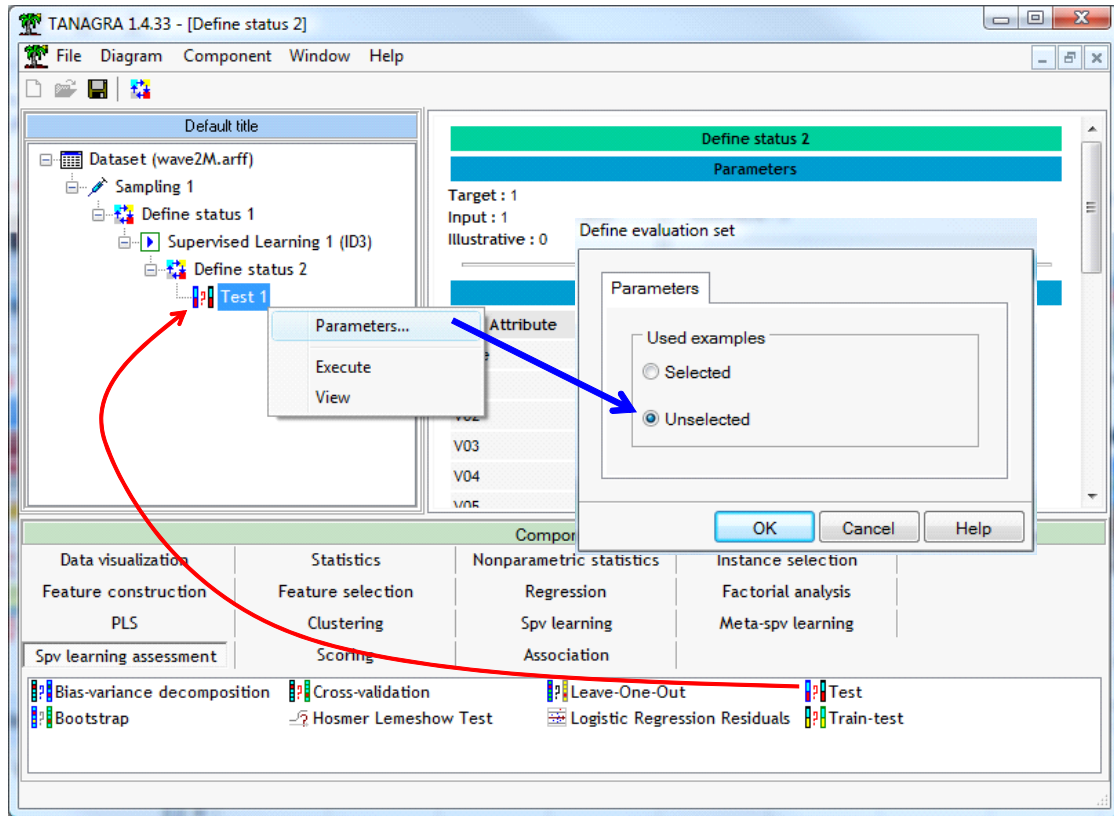 TANAGRA 1.4.33 - [Define status 2]
File Diagram Component Window Help
Default title
Dataset (wave2M.arff)
Sampling 1
Define status 1
Supervised Learning 1 (ID3)
Define status 2
Test 1
Parameters...
Execute
View
Define status 2
Parameters
Target : 1
Input : 1
Illustrative : 0
Attribute
V02
V03
V04
V05
Define evaluation set
Parameters
Used examples
Selected
Unselected
OK Cancel Help
Data visualization Statistics Nonparametric statistics Instance selection
Feature construction Feature selection Regression Factorial analysis
PLS Clustering Spv learning Meta-spv learning
Spv learning assessment Scoring Association
Bias-variance decomposition Cross-validation Leave-One-Out Test
Bootstrap Hosmer Lemeshow Test Logistic Regression Residuals Train-test